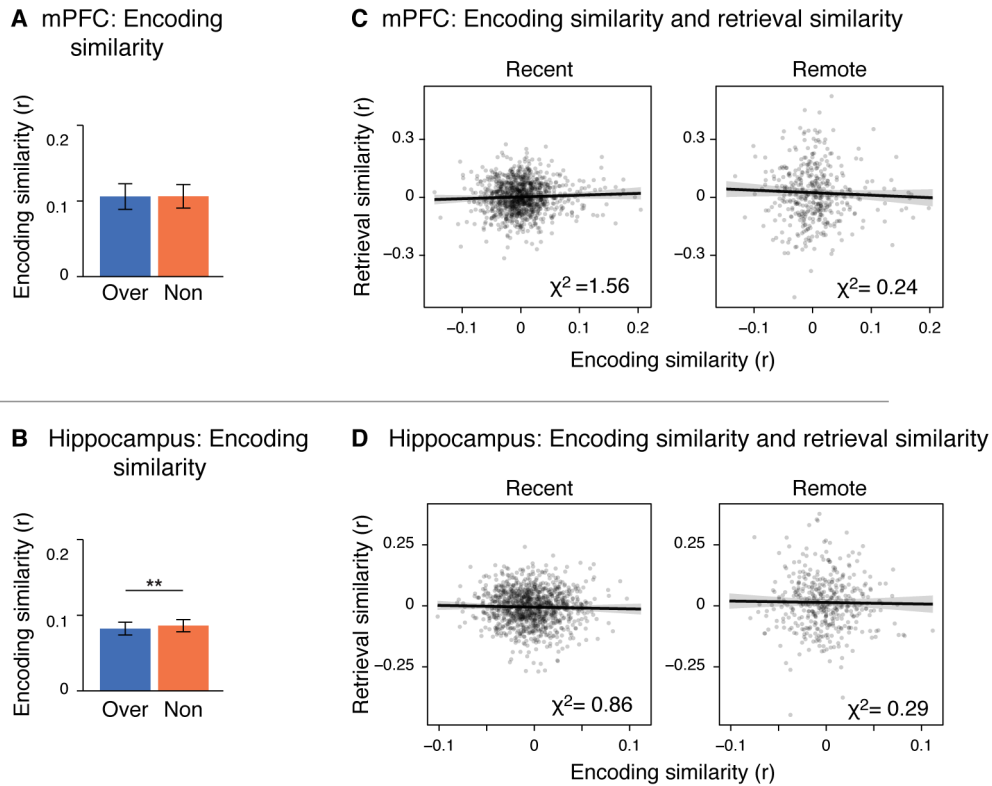 A mPFC: Encoding
similarity
Encoding similarity (r)
0.2
0.1
0
Over Non
C mPFC: Encoding similarity and retrieval similarity
Recent
Remote
Retrieval similarity (r)
0.3
0
−0.3
χ² =1.56
−0.1 0 0.1 0.2
0.3
0
−0.3
χ²= 0.24
−0.1 0 0.1 0.2
Encoding similarity (r)
B Hippocampus: Encoding
similarity
Encoding similarity (r)
0.2
0.1
0
**
Over Non
D Hippocampus: Encoding similarity and retrieval similarity
Recent
Remote
Retrieval similarity (r)
0.25
0
−0.25
χ²= 0.86
−0.1 0 0.1
0.25
0
−0.25
χ²= 0.29
−0.1 0 0.1
Encoding similarity (r)